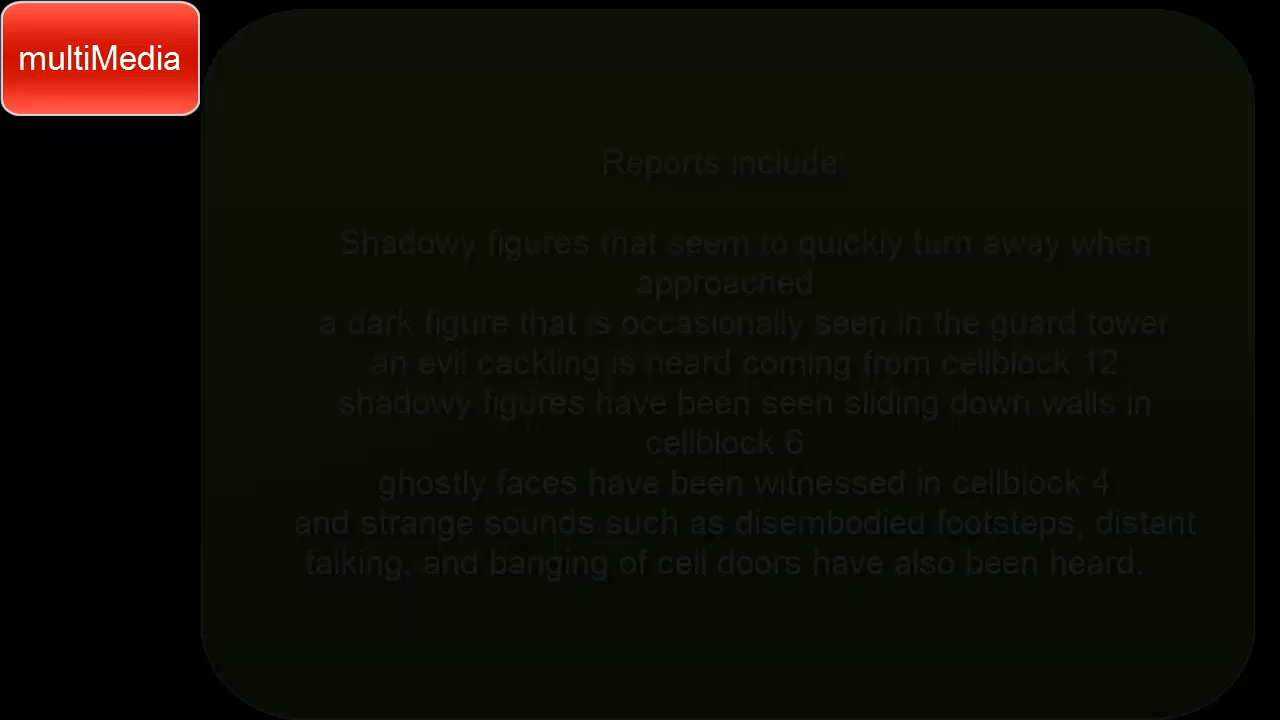 multiMedia
Reports include:
Shadowy figures that seem to quickly turn away when
approached
a dark figure that is occasionally seen in the guard tower
an evil cackling is heard coming from cellblock 12
shadowy figures have been seen sliding down walls in
cellblock 6
ghostly faces have been witnessed in cellblock 4
and strange sounds such as disembodied footsteps, distant
talking, and banging of cell doors have also been heard.